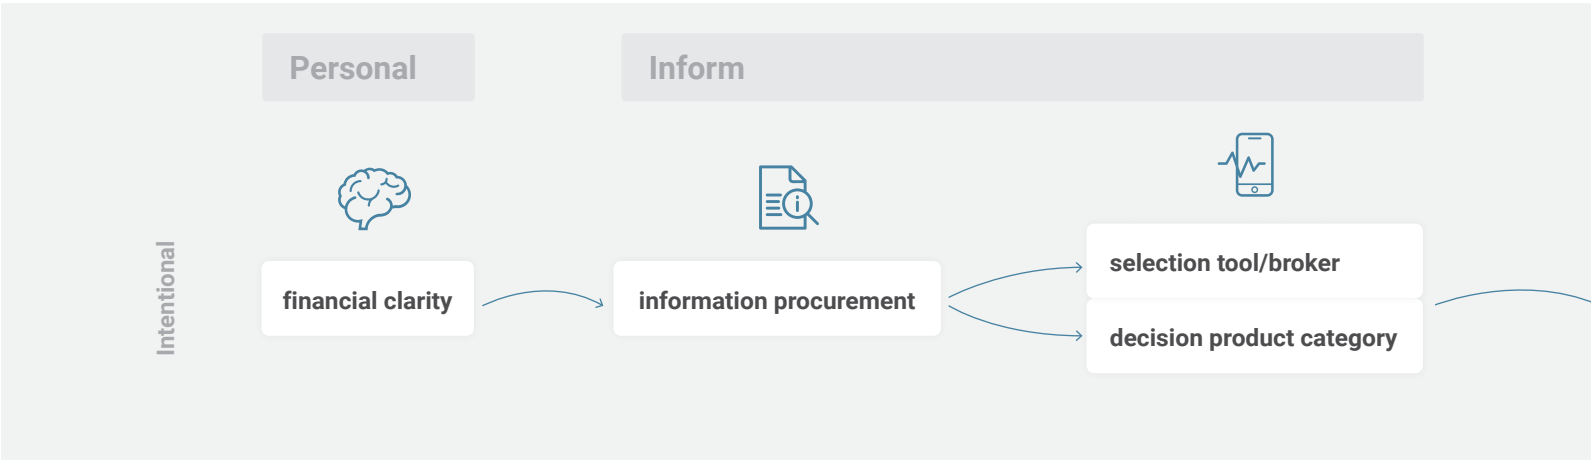 Personal
Inform
Intentional
financial clarity
information procurement
selection tool/broker
decision product category